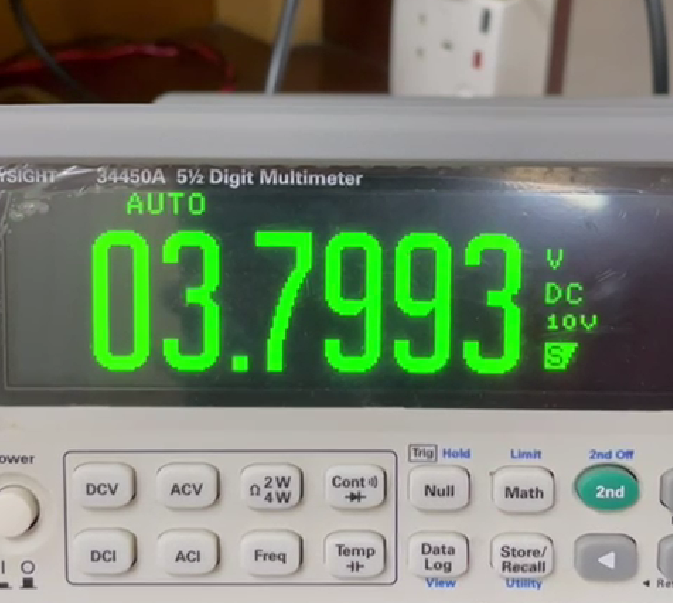 YSIGHT 34450A 5½ Digit Multimeter
AUTO
03.7993
V
DC
10V
S
ower
Trig Hold
Limit
2nd Off
DCV
ACV
Ω 2W 4W
Cont
Null
Math
2nd
DCI
ACI
Freq
Temp
Data Log
Store/ Recall
View
Utility